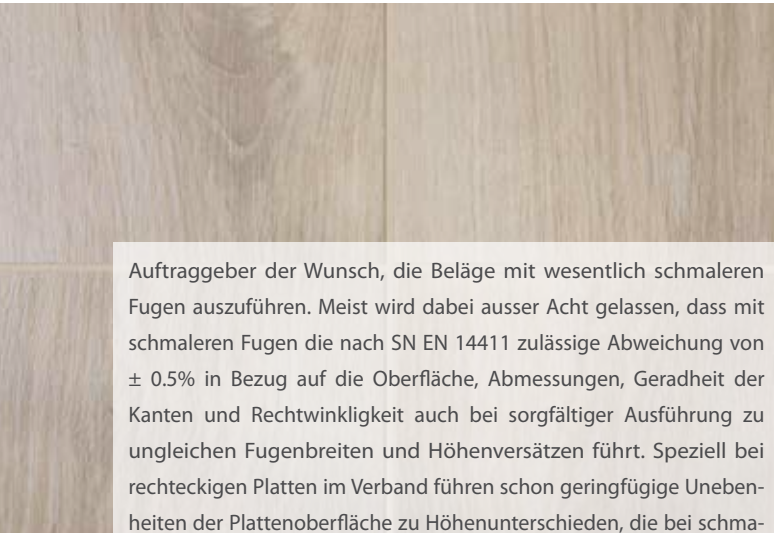 Auftraggeber der Wunsch, die Beläge mit wesentlich schmaleren
Fugen auszuführen. Meist wird dabei ausser Acht gelassen, dass mit
schmaleren Fugen die nach SN EN 14411 zulässige Abweichung von
± 0.5% in Bezug auf die Oberfläche, Abmessungen, Geradheit der
Kanten und Rechtwinkligkeit auch bei sorgfältiger Ausführung zu
ungleichen Fugenbreiten und Höhenversätzen führt. Speziell bei
rechteckigen Platten im Verband führen schon geringfügige Uneben-
heiten der Plattenoberfläche zu Höhenunterschieden, die bei schma-